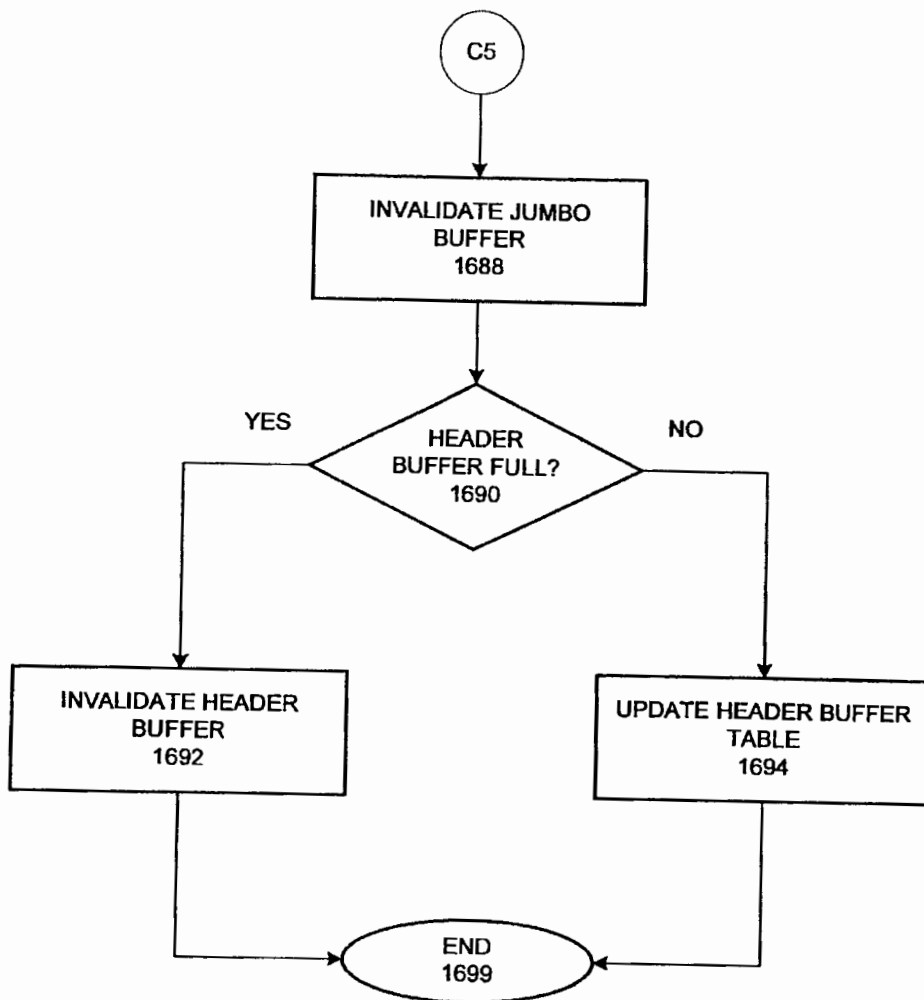 C5
INVALIDATE JUMBO
BUFFER
1688
YES
NO
HEADER
BUFFER FULL?
1690
INVALIDATE HEADER
BUFFER
1692
UPDATE HEADER BUFFER
TABLE
1694
END
1699